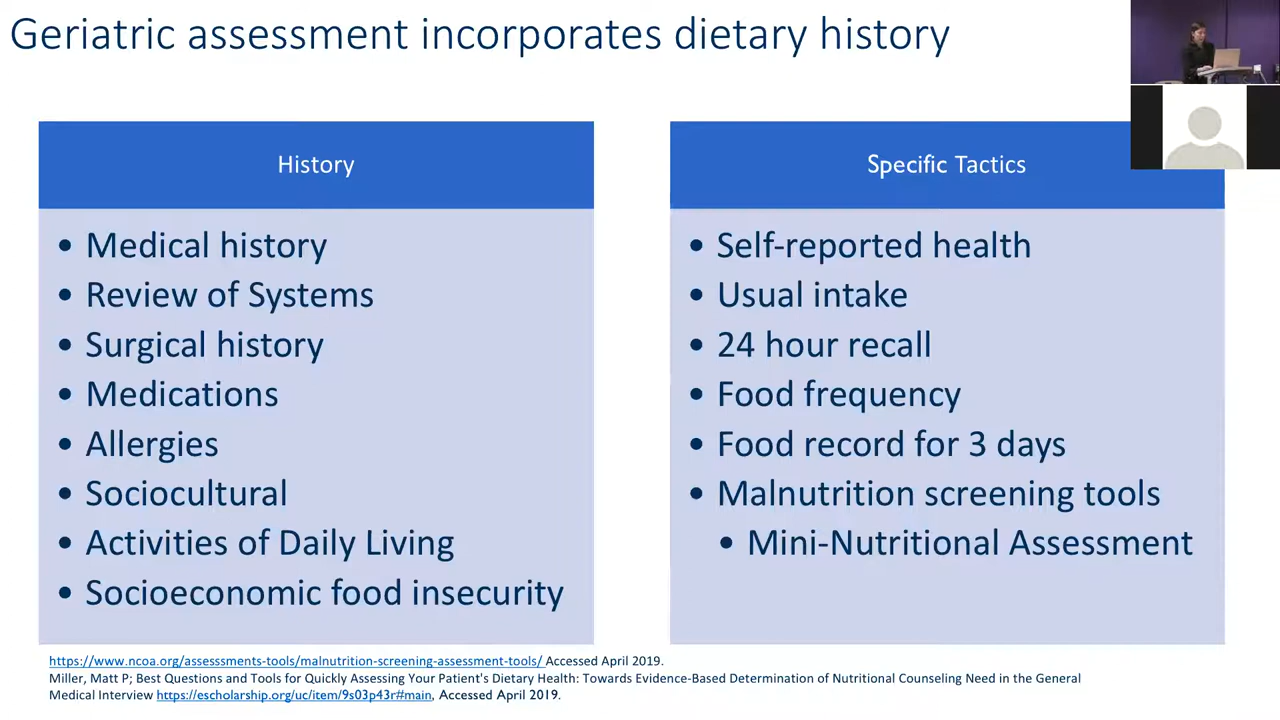 Geriatric assessment incorporates dietary history
History
• Medical history
• Review of Systems
• Surgical history
• Medications
• Allergies
• Sociocultural
• Activities of Daily Living
• Socioeconomic food insecurity
Specific Tactics
• Self-reported health
• Usual intake
• 24 hour recall
• Food frequency
• Food record for 3 days
• Malnutrition screening tools
• Mini-Nutritional Assessment
https://www.ncoa.org/assesssments-tools/malnutrition-screening-assessment-tools/ Accessed April 2019.
Miller, Matt P; Best Questions and Tools for Quickly Assessing Your Patient's Dietary Health: Towards Evidence-Based Determination of Nutritional Counseling Need in the General
Medical Interview https://escholarship.org/uc/item/9s03p43r#main, Accessed April 2019.